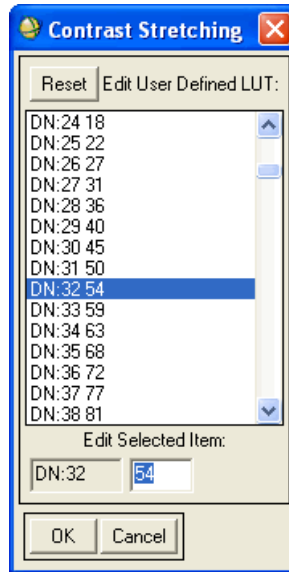 Contrast Stretching
Reset Edit User Defined LUT:
DN:24 18
DN:25 22
DN:26 27
DN:27 31
DN:28 36
DN:29 40
DN:30 45
DN:31 50
DN:32 54
DN:33 59
DN:34 63
DN:35 68
DN:36 72
DN:37 77
DN:38 81
Edit Selected Item:
DN:32 54
OK Cancel